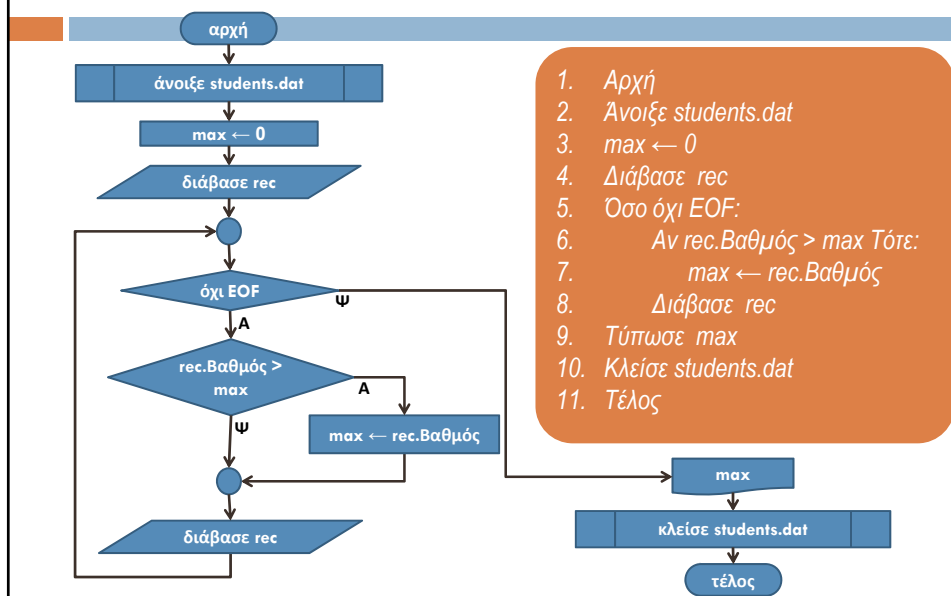 αρχή
άνοιξε students.dat
max ← 0
διάβασε rec
όχι EOF
Ψ
Α
rec.Βαθμός >
max
Α
Ψ
max ← rec.Βαθμός
διάβασε rec
max
κλείσε students.dat
τέλος
1. Αρχή
2. Άνοιξε students.dat
3. max ← 0
4. Διάβασε rec
5. Όσο όχι EOF:
6. Αν rec.Βαθμός > max Τότε:
7. max ← rec.Βαθμός
8. Διάβασε rec
9. Τύπωσε max
10. Κλείσε students.dat
11. Τέλος